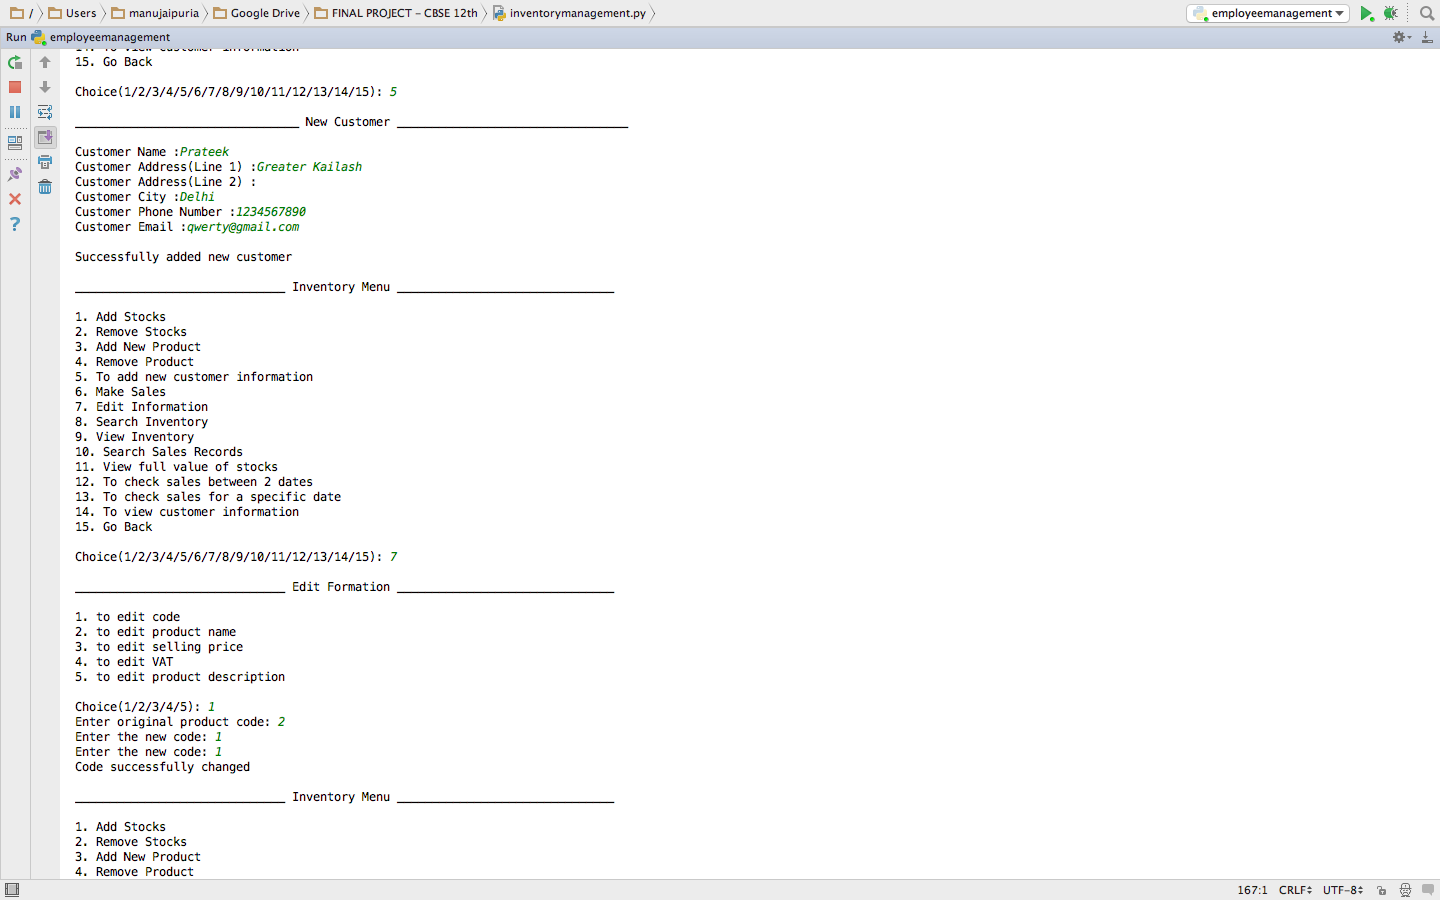 / Users manujaipuria Google Drive FINAL PROJECT – CBSE 12th inventorymanagement.py employeemanagement
Run employeemanagement
14. To view customer information
15. Go Back
Choice(1/2/3/4/5/6/7/8/9/10/11/12/13/14/15): 5
________________________________ New Customer _________________________________
Customer Name :Prateek
Customer Address(Line 1) :Greater Kailash
Customer Address(Line 2) :
Customer City :Delhi
Customer Phone Number :1234567890
Customer Email :qwerty@gmail.com
Successfully added new customer
______________________________ Inventory Menu _______________________________
1. Add Stocks
2. Remove Stocks
3. Add New Product
4. Remove Product
5. To add new customer information
6. Make Sales
7. Edit Information
8. Search Inventory
9. View Inventory
10. Search Sales Records
11. View full value of stocks
12. To check sales between 2 dates
13. To check sales for a specific date
14. To view customer information
15. Go Back
Choice(1/2/3/4/5/6/7/8/9/10/11/12/13/14/15): 7
______________________________ Edit Formation _______________________________
1. to edit code
2. to edit product name
3. to edit selling price
4. to edit VAT
5. to edit product description
Choice(1/2/3/4/5): 1
Enter original product code: 2
Enter the new code: 1
Enter the new code: 1
Code successfully changed
______________________________ Inventory Menu _______________________________
1. Add Stocks
2. Remove Stocks
3. Add New Product
4. Remove Product
167:1 CRLF UTF-8